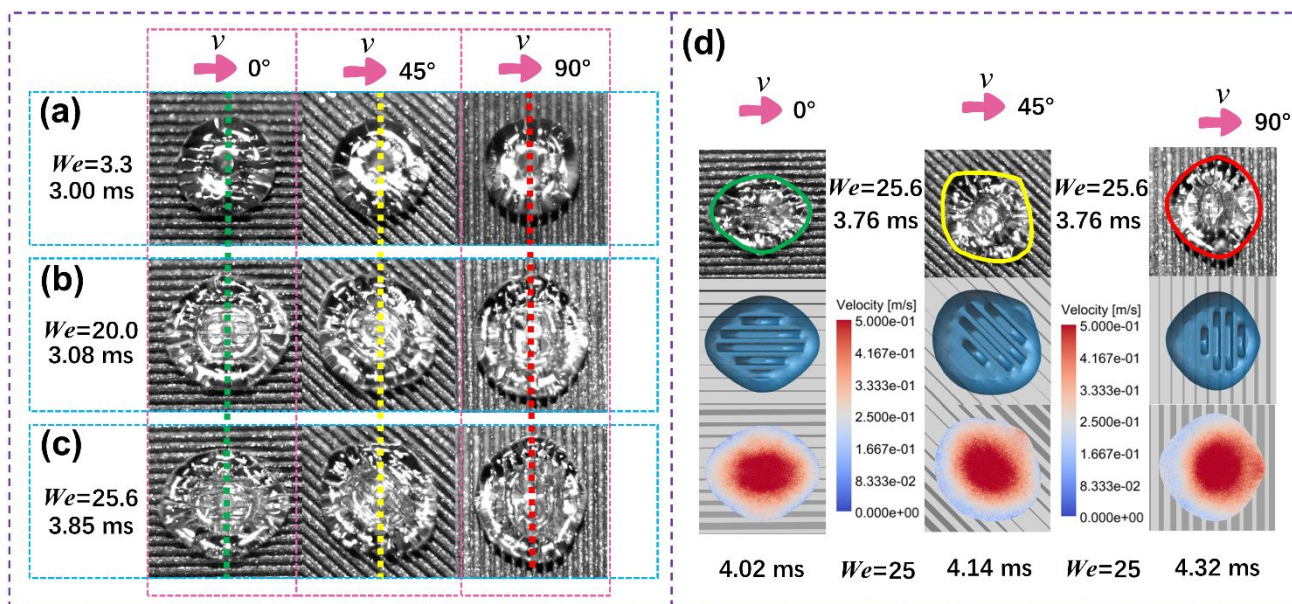 v v v
0° 45° 90°
(a)
We=3.3
3.00 ms
(b)
We=20.0
3.08 ms
(c)
We=25.6
3.85 ms
(d)
v v v
0° 45° 90°
We=25.6 We=25.6
3.76 ms 3.76 ms
Velocity [m/s] Velocity [m/s]
5.000e-01 5.000e-01
4.167e-01 4.167e-01
3.333e-01 3.333e-01
2.500e-01 2.500e-01
1.667e-01 1.667e-01
8.333e-02 8.333e-02
0.000e+00 0.000e+00
4.02 ms We=25 4.14 ms We=25 4.32 ms